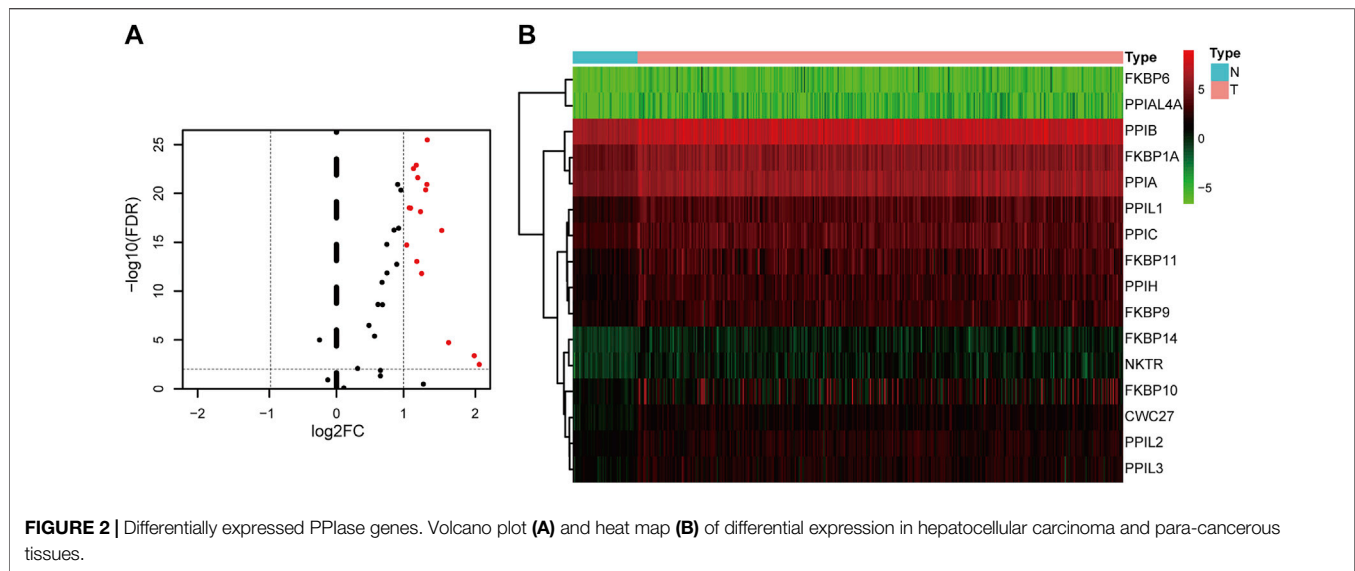 A
25
20
15
10
5
0
−log10(FDR)
−2
−1
0
1
2
log2FC
B
Type
FKBP6
PPIAL4A
PPIB
FKBP1A
PPIA
PPIL1
PPIC
FKBP11
PPIH
FKBP9
FKBP14
NKTR
FKBP10
CWC27
PPIL2
PPIL3
5
0
−5
Type
N
T
FIGURE 2 | Differentially expressed PPIase genes. Volcano plot (A) and heat map (B) of differential expression in hepatocellular carcinoma and para-cancerous
tissues.